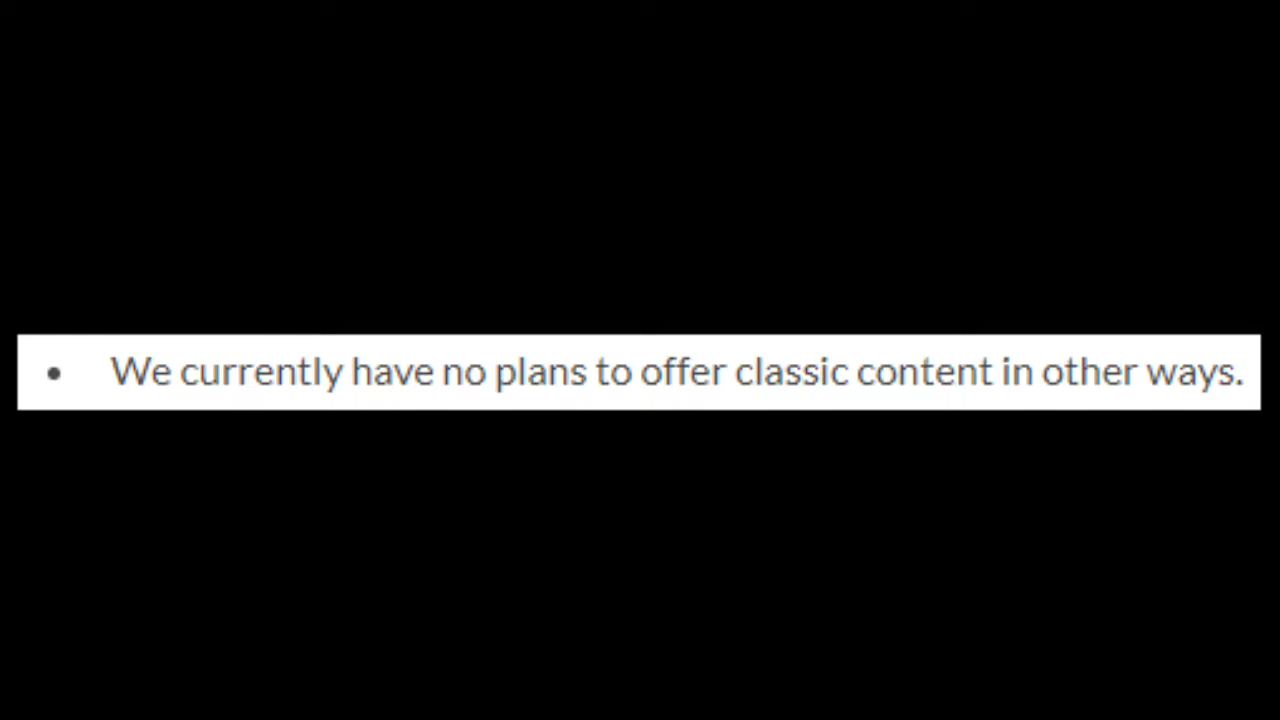 • We currently have no plans to offer classic content in other ways.